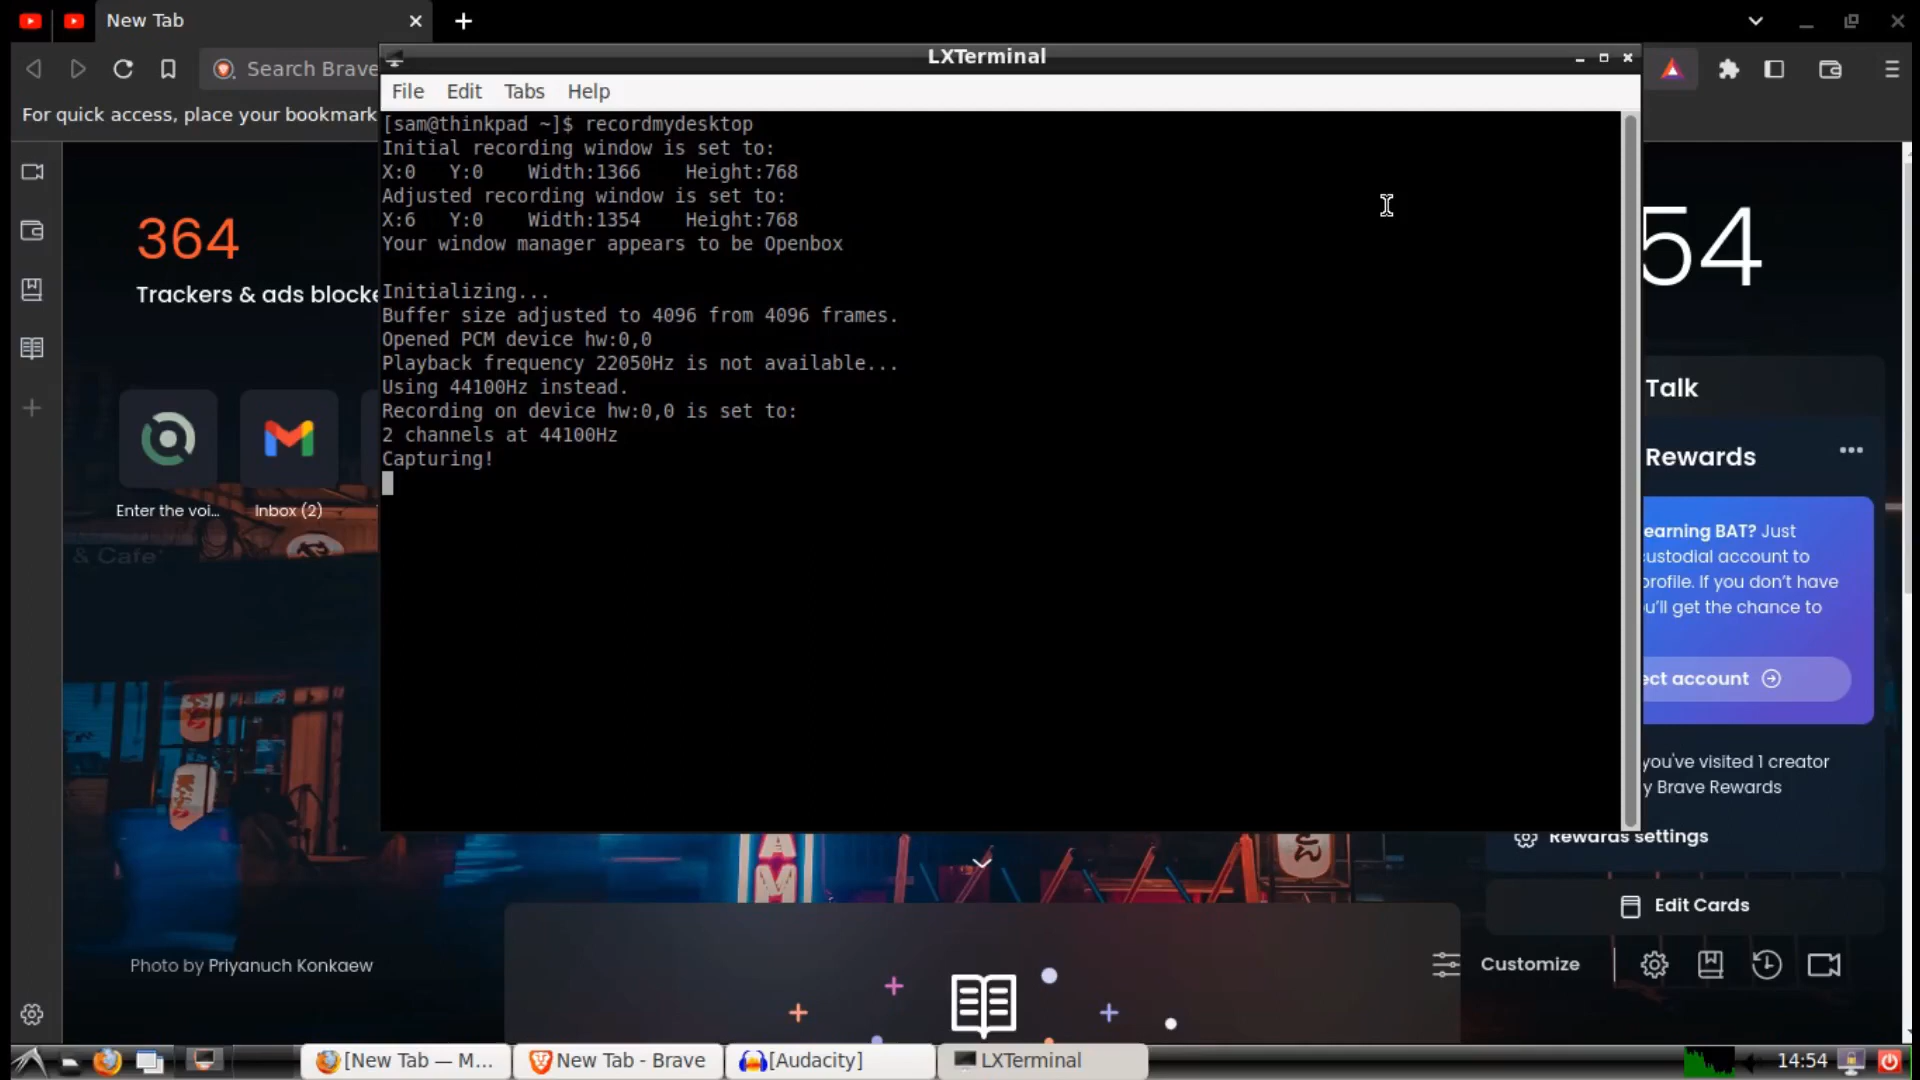 New Tab
Search Brave
For quick access, place your bookmark
LXTerminal
File Edit Tabs Help
[sam@thinkpad ~]$ recordmydesktop
Initial recording window is set to:
X:0 Y:0 Width:1366 Height:768
Adjusted recording window is set to:
X:6 Y:0 Width:1354 Height:768
Your window manager appears to be Openbox
Initializing...
Buffer size adjusted to 4096 from 4096 frames.
Opened PCM device hw:0,0
Playback frequency 22050Hz is not available...
Using 44100Hz instead.
Recording on device hw:0,0 is set to:
2 channels at 44100Hz
Capturing!
364
Trackers & ads blocke
Enter the voi...
Inbox (2)
& Cafe'
54
Talk
Rewards
earning BAT? Just
ustodial account to
profile. If you don't have
u'll get the chance to
ect account
you've visited 1 creator
y Brave Rewards
Rewards settings
Edit Cards
Photo by Priyanuch Konkaew
Customize
[New Tab — M...
New Tab - Brave
[Audacity]
LXTerminal
14:54